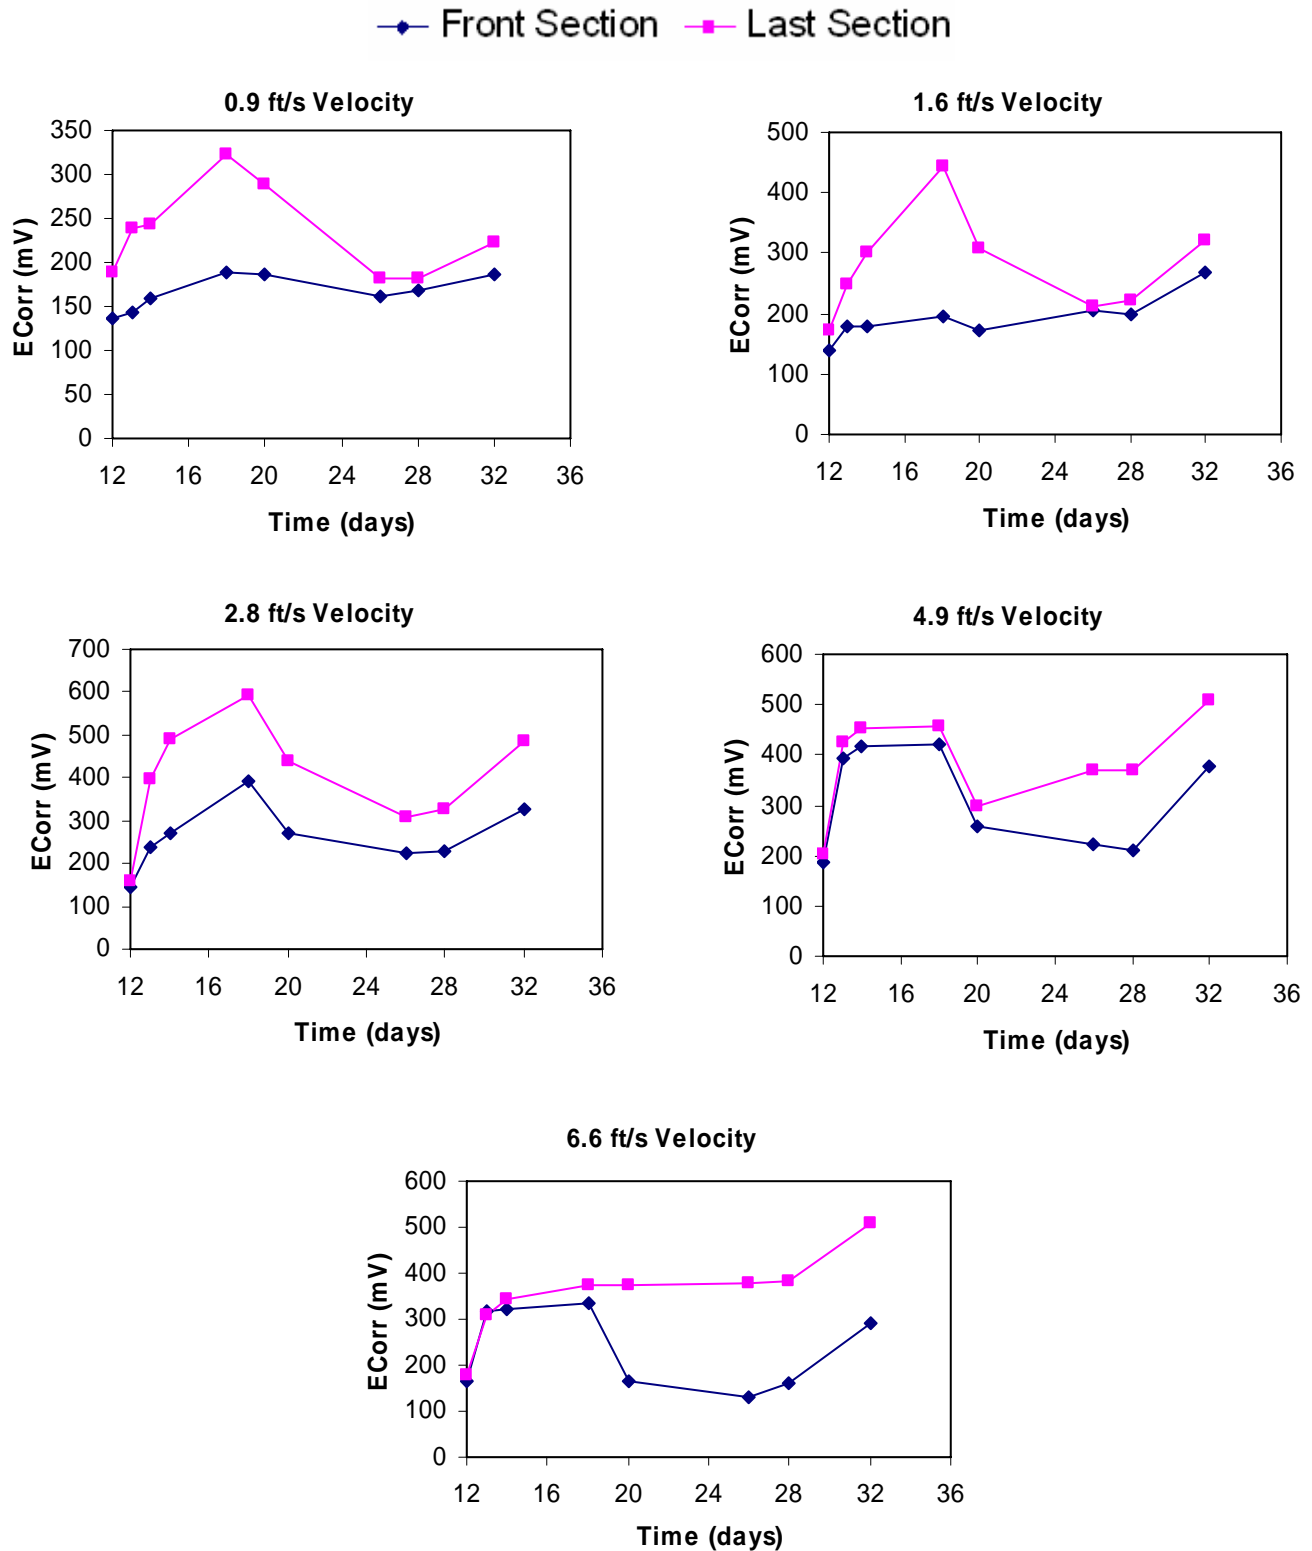 Front Section Last Section
0.9 ft/s Velocity
350
300
250
200
150
100
50
0
ECorr (mV)
12 16 20 24 28 32 36
Time (days)
1.6 ft/s Velocity
500
400
300
200
100
0
ECorr (mV)
12 16 20 24 28 32 36
Time (days)
2.8 ft/s Velocity
700
600
500
400
300
200
100
0
ECorr (mV)
12 16 20 24 28 32 36
Time (days)
4.9 ft/s Velocity
600
500
400
300
200
100
0
ECorr (mV)
12 16 20 24 28 32 36
Time (days)
6.6 ft/s Velocity
600
500
400
300
200
100
0
ECorr (mV)
12 16 20 24 28 32 36
Time (days)